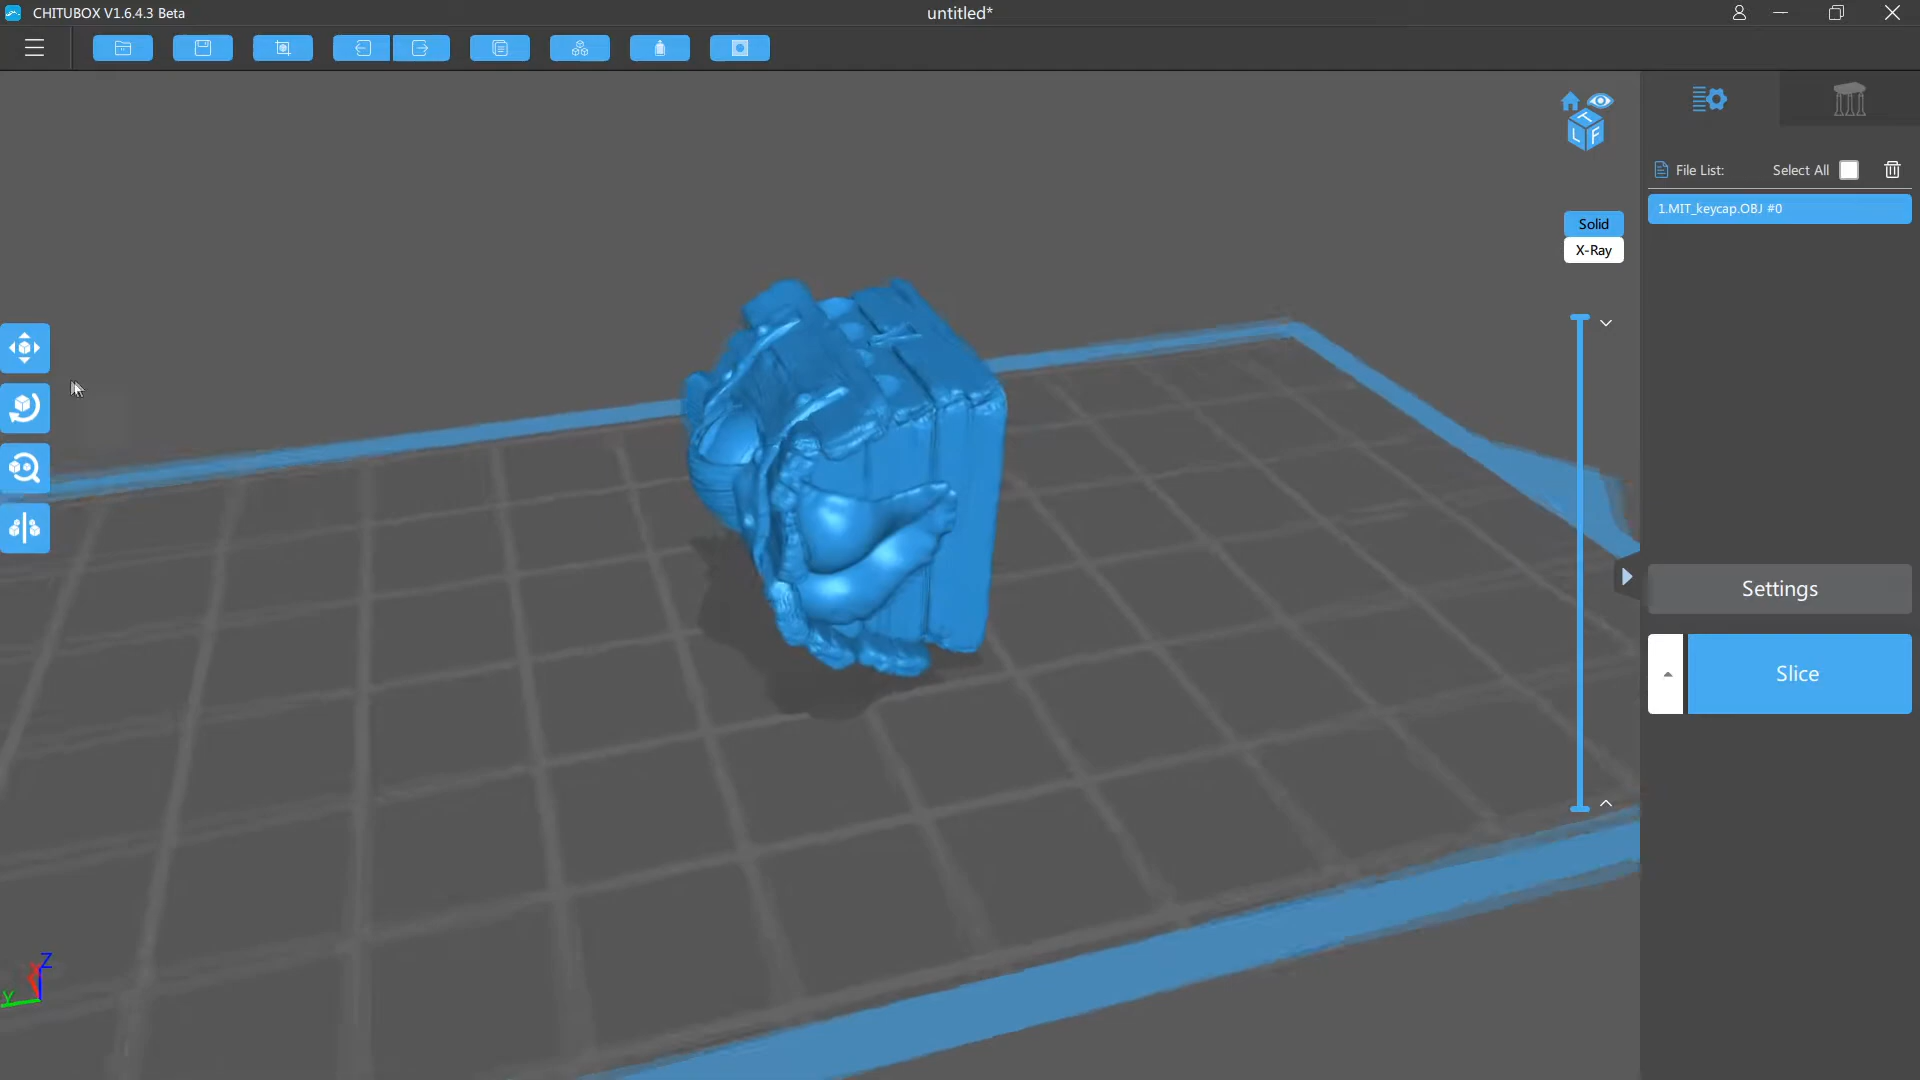 CHITUBOX V1.6.4.3 Beta
untitled*
T
L F
File List:
Select All
1.MIT_keycap.OBJ #0
Solid
X-Ray
Settings
Slice
Z
X
Y